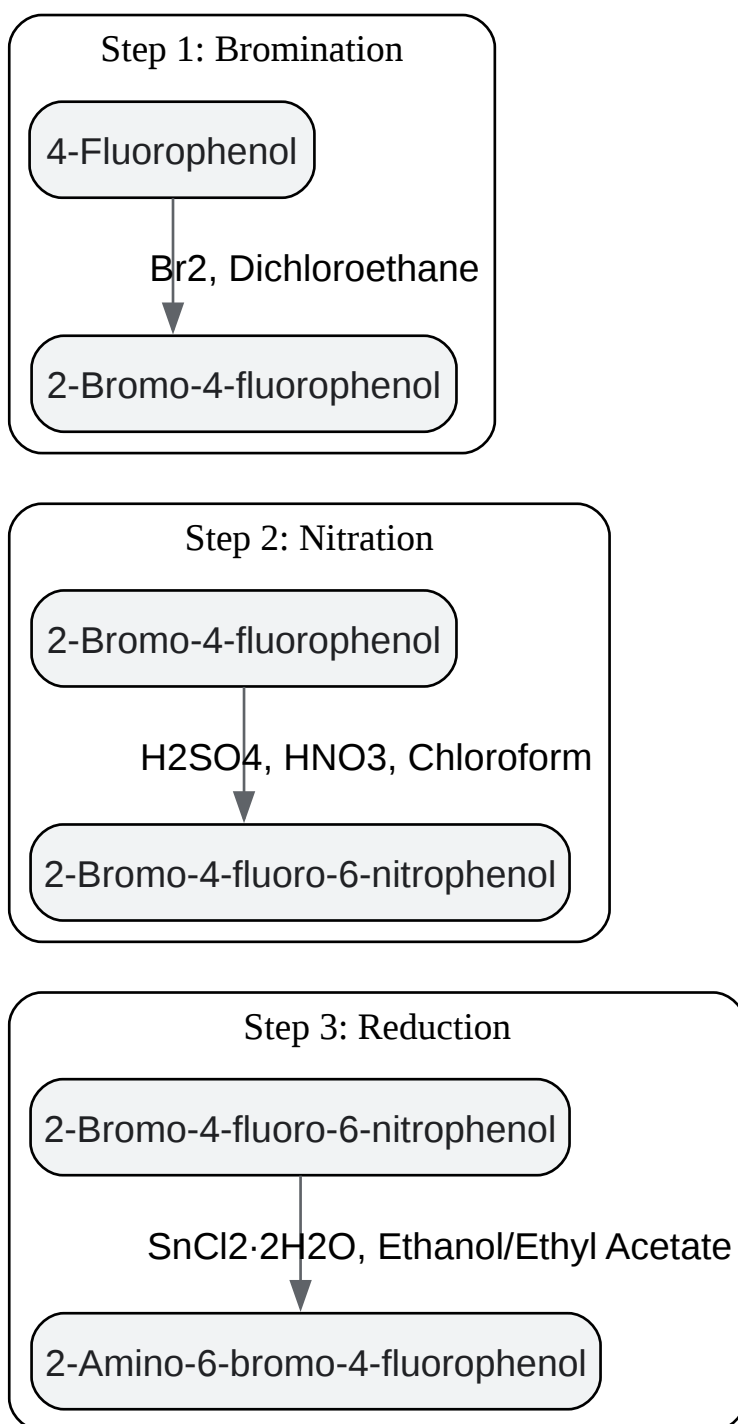 Step 1: Bromination
4-Fluorophenol
Br2, Dichloroethane
2-Bromo-4-fluorophenol
Step 2: Nitration
2-Bromo-4-fluorophenol
H2SO4, HNO3, Chloroform
2-Bromo-4-fluoro-6-nitrophenol
Step 3: Reduction
2-Bromo-4-fluoro-6-nitrophenol
SnCl2·2H2O, Ethanol/Ethyl Acetate
2-Amino-6-bromo-4-fluorophenol